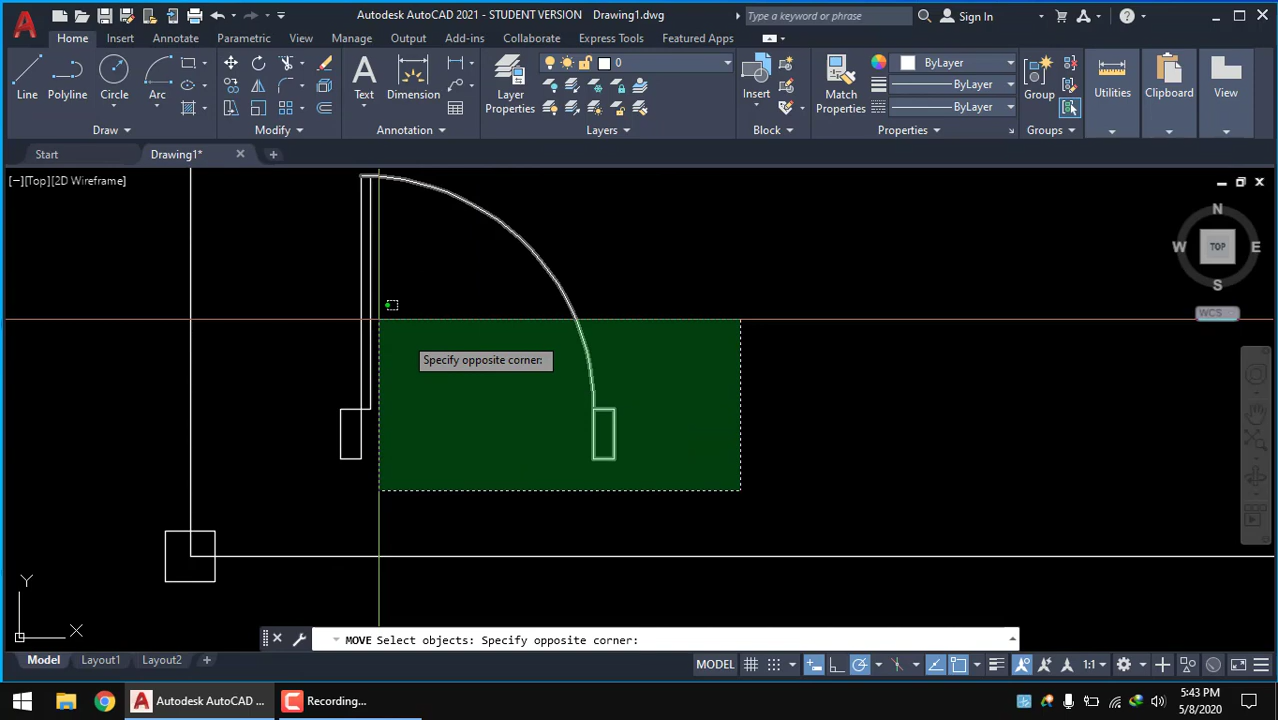 Autodesk AutoCAD 2021 - STUDENT VERSION Drawing1.dwg
Type a keyword or phrase
Sign In
Home Insert Annotate Parametric View Manage Output Add-ins Collaborate Express Tools Featured Apps
Line Polyline Circle Arc
Text Dimension
Layer Properties
0
Insert
Match Properties
ByLayer
ByLayer
ByLayer
Group
Utilities
Clipboard
View
Draw Modify Annotation Layers Block Properties Groups
Start Drawing1*
[−][Top][2D Wireframe]
N
W TOP E
S
WCS
Specify opposite corner:
Y
X
MOVE Select objects: Specify opposite corner:
Model Layout1 Layout2
MODEL 1:1
Autodesk AutoCAD ...
Recording...
5:43 PM
5/8/2020